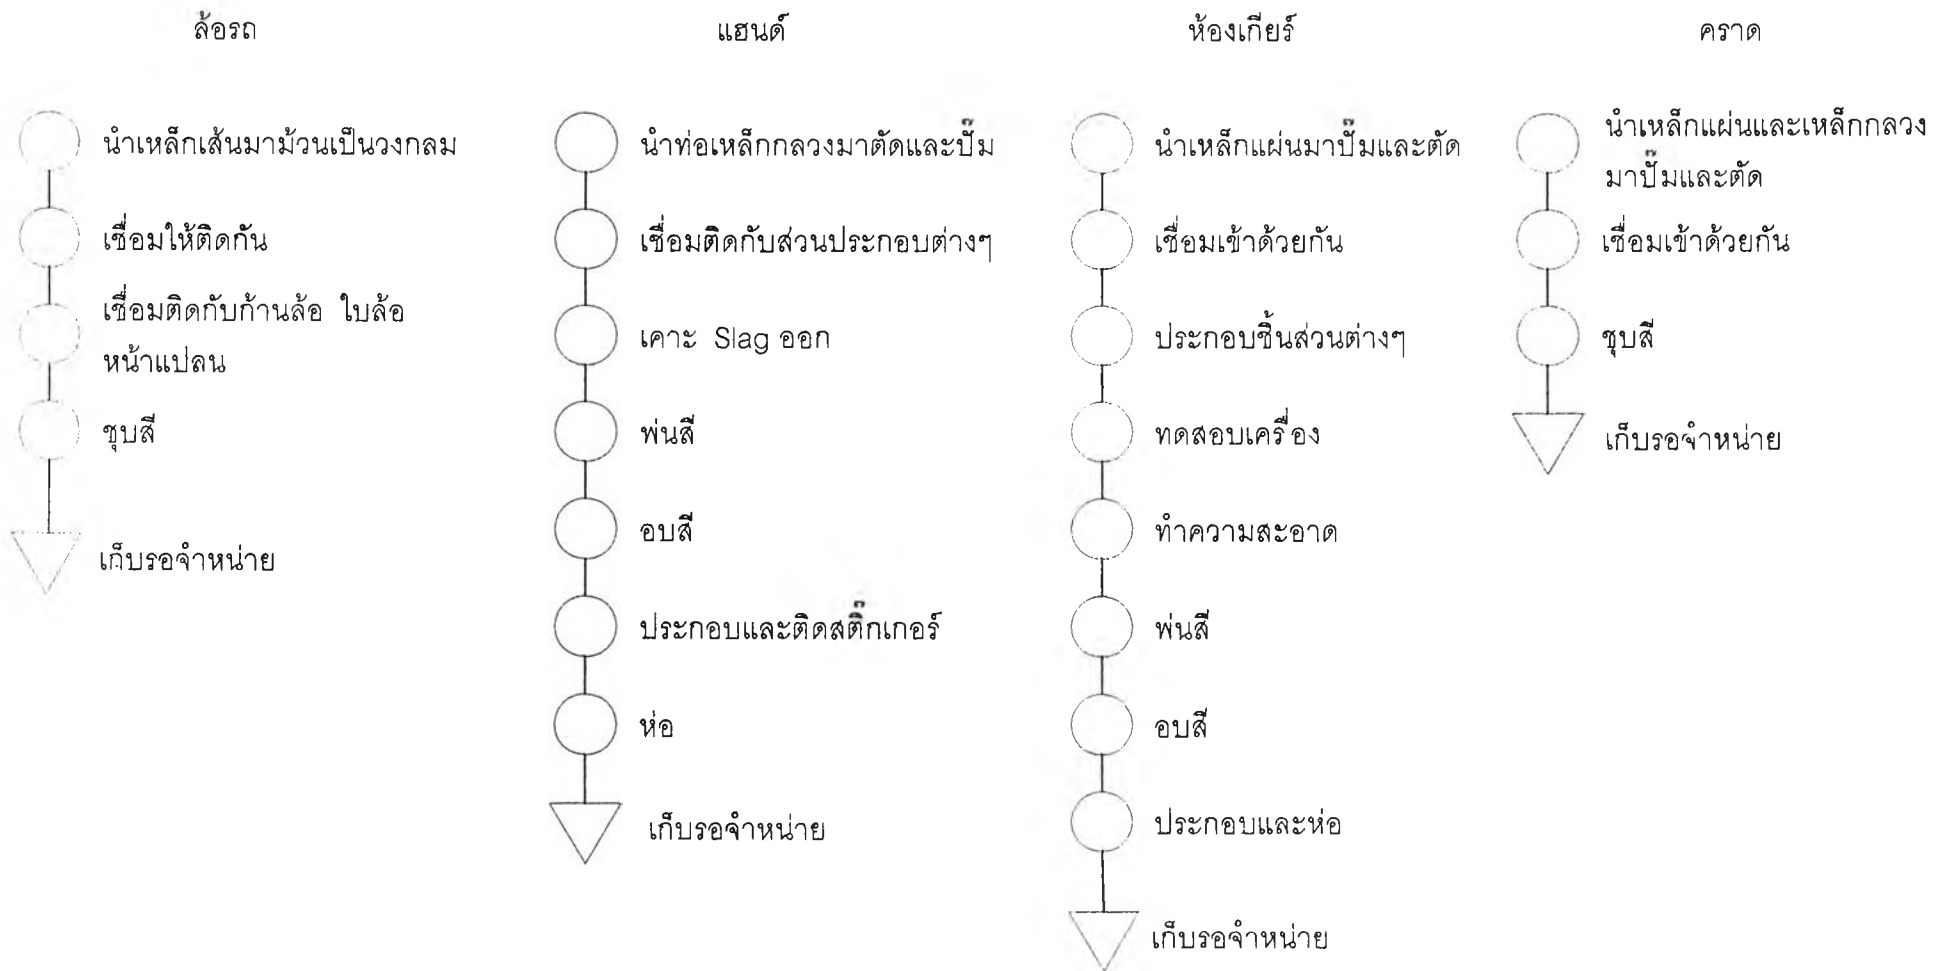 ล้อรถ
นำเหล็กเส้นมาม้วนเป็นวงกลม
เชื่อมให้ติดกัน
เชื่อมติดกับก้านล้อ ใบล้อ
หน้าแปลน
ชุบสี
เก็บรอจำหน่าย
แฮนด์
นำท่อเหล็กกลวงมาตัดและปั๊ม
เชื่อมติดกับส่วนประกอบต่างๆ
เคาะ Slag ออก
พ่นสี
อบสี
ประกอบและติดสติ๊กเกอร์
ห่อ
เก็บรอจำหน่าย
ห้องเกียร์
นำเหล็กแผ่นมาปั๊มและตัด
เชื่อมเข้าด้วยกัน
ประกอบชิ้นส่วนต่างๆ
ทดสอบเครื่อง
ทำความสะอาด
พ่นสี
อบสี
ประกอบและห่อ
เก็บรอจำหน่าย
คราด
นำเหล็กแผ่นและเหล็กกลวง
มาปั๊มและตัด
เชื่อมเข้าด้วยกัน
ชุบสี
เก็บรอจำหน่าย